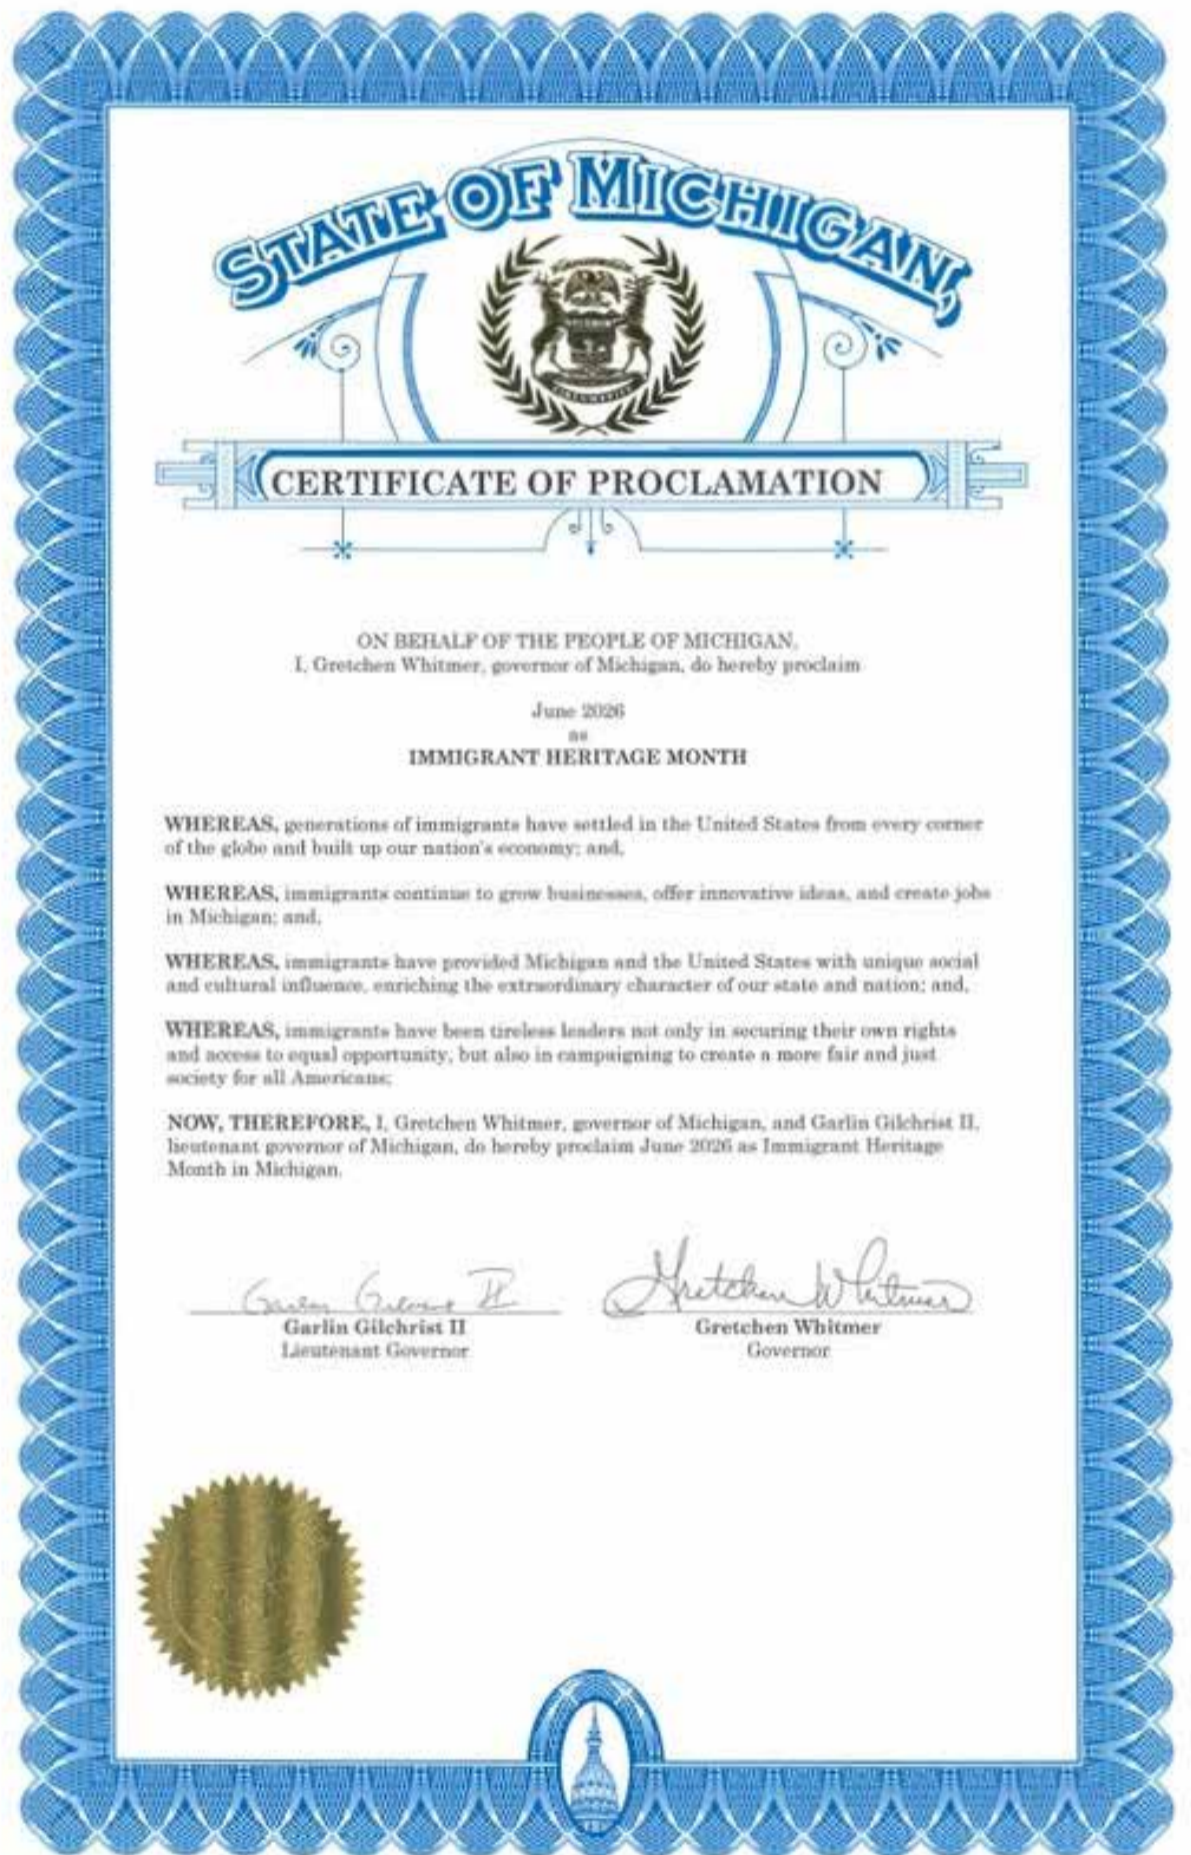 STATE OF MICHIGAN,
CERTIFICATE OF PROCLAMATION
ON BEHALF OF THE PEOPLE OF MICHIGAN,
I, Gretchen Whitmer, governor of Michigan, do hereby proclaim
June 2026
as
IMMIGRANT HERITAGE MONTH
WHEREAS, generations of immigrants have settled in the United States from every corner
of the globe and built up our nation's economy; and,
WHEREAS, immigrants continue to grow businesses, offer innovative ideas, and create jobs
in Michigan; and,
WHEREAS, immigrants have provided Michigan and the United States with unique social
and cultural influence, enriching the extraordinary character of our state and nation; and,
WHEREAS, immigrants have been tireless leaders not only in securing their own rights
and access to equal opportunity, but also in campaigning to create a more fair and just
society for all Americans;
NOW, THEREFORE, I, Gretchen Whitmer, governor of Michigan, and Garlin Gilchrist II,
lieutenant governor of Michigan, do hereby proclaim June 2026 as Immigrant Heritage
Month in Michigan.
Garlin Gilchrist II Gretchen Whitmer
Garlin Gilchrist II Gretchen Whitmer
Lieutenant Governor Governor